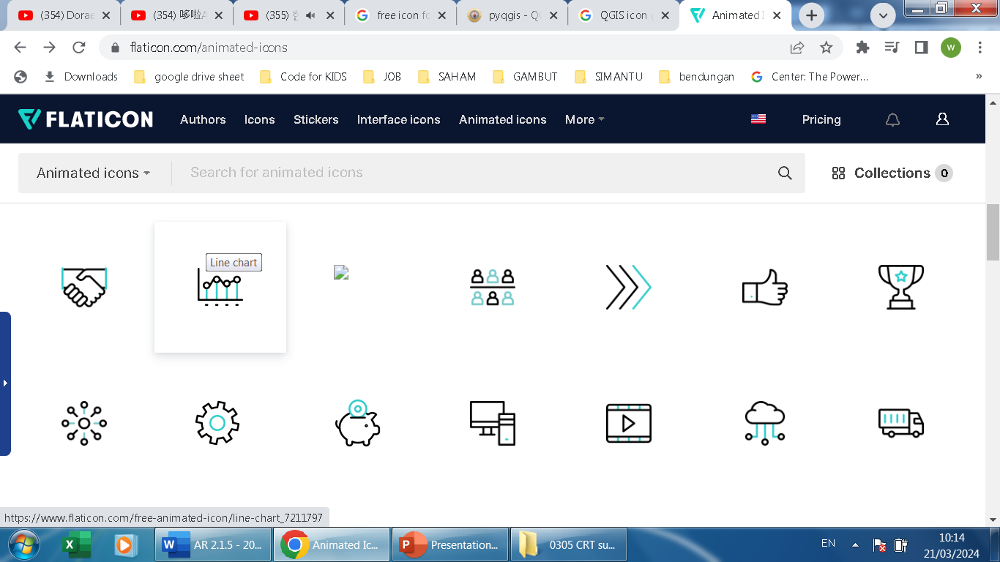 (354) Dorae
(354) 哆啦A
(355)
free icon fo
pyqgis - QG
QGIS icon g
Animated I
flaticon.com/animated-icons
W
Downloads
google drive sheet
Code for KIDS
JOB
SAHAM
GAMBUT
SIMANTU
bendungan
Center: The Power...
»
FLATICON
Authors
Icons
Stickers
Interface icons
Animated icons
More
Pricing
Animated icons
Search for animated icons
Collections 0
Line chart
https://www.flaticon.com/free-animated-icon/line-chart_7211797
AR 2.1.5 - 20...
Animated Ic...
Presentation...
0305 CRT su...
EN
10:14
21/03/2024